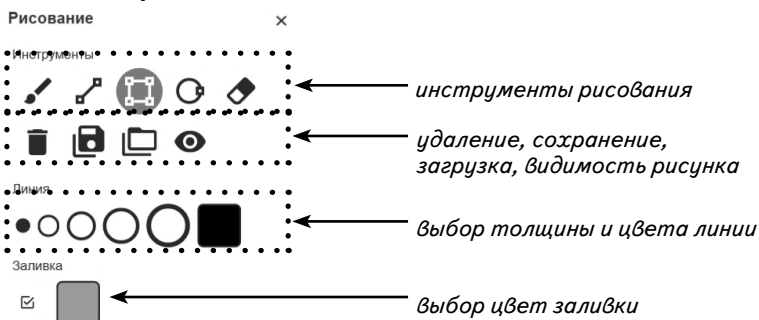 Рисование
Инструменты
инструменты рисования
удаление, сохранение,
загрузка, видимость рисунка
Линия
выбор толщины и цвета линии
Заливка
выбор цвет заливки